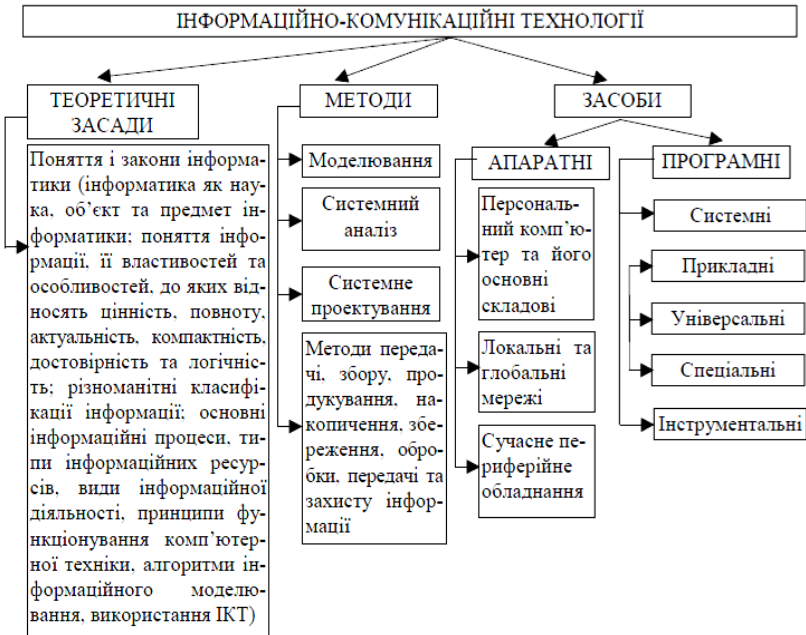 ІНФОРМАЦІЙНО-КОМУНІКАЦІЙНІ ТЕХНОЛОГІЇ
ТЕОРЕТИЧНІ
ЗАСАДИ
Поняття і закони інформа-
тики (інформатика як нау-
ка, об’єкт та предмет ін-
форматики; поняття інфо-
рмації, її властивостей та
особливостей, до яких від-
носять цінність, повноту,
актуальність, компактність,
достовірність та логічніс-
ть; різноманітні класифі-
кації інформації; основні
інформаційні процеси, ти-
пи інформаційних ресур-
сів, види інформаційної
діяльності, принципи фу-
нкціонування комп’ютер-
ної техніки, алгоритми ін-
формаційного моделю-
вання, використання ІКТ)
МЕТОДИ
Моделювання
Системний
аналіз
Системне
проектування
Методи переда-
чі, збору, про-
дукування, на-
копичення, збе-
реження, обро-
бки, передачі та
захисту інфор-
мації
ЗАСОБИ
АПАРАТНІ
Персональ-
ний комп’ю-
тер та його
основні
складові
Локальні та
глобальні
мережі
Сучасне пе-
риферійне
обладнання
ПРОГРАМНІ
Системні
Прикладні
Універсальні
Спеціальні
Інструментальні